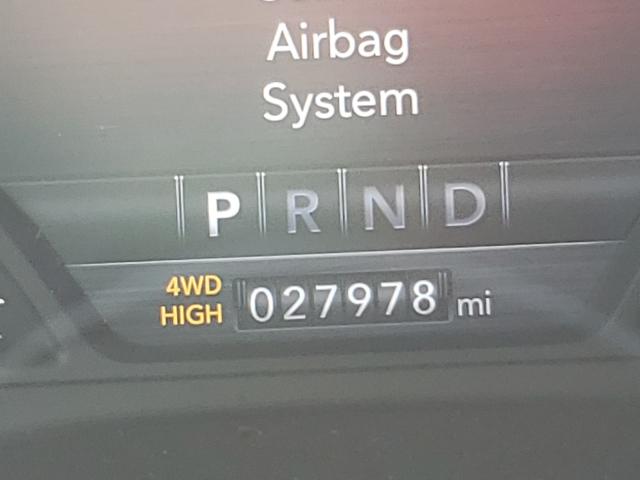 Airbag
System
P R N D
4WD
HIGH
027978 mi